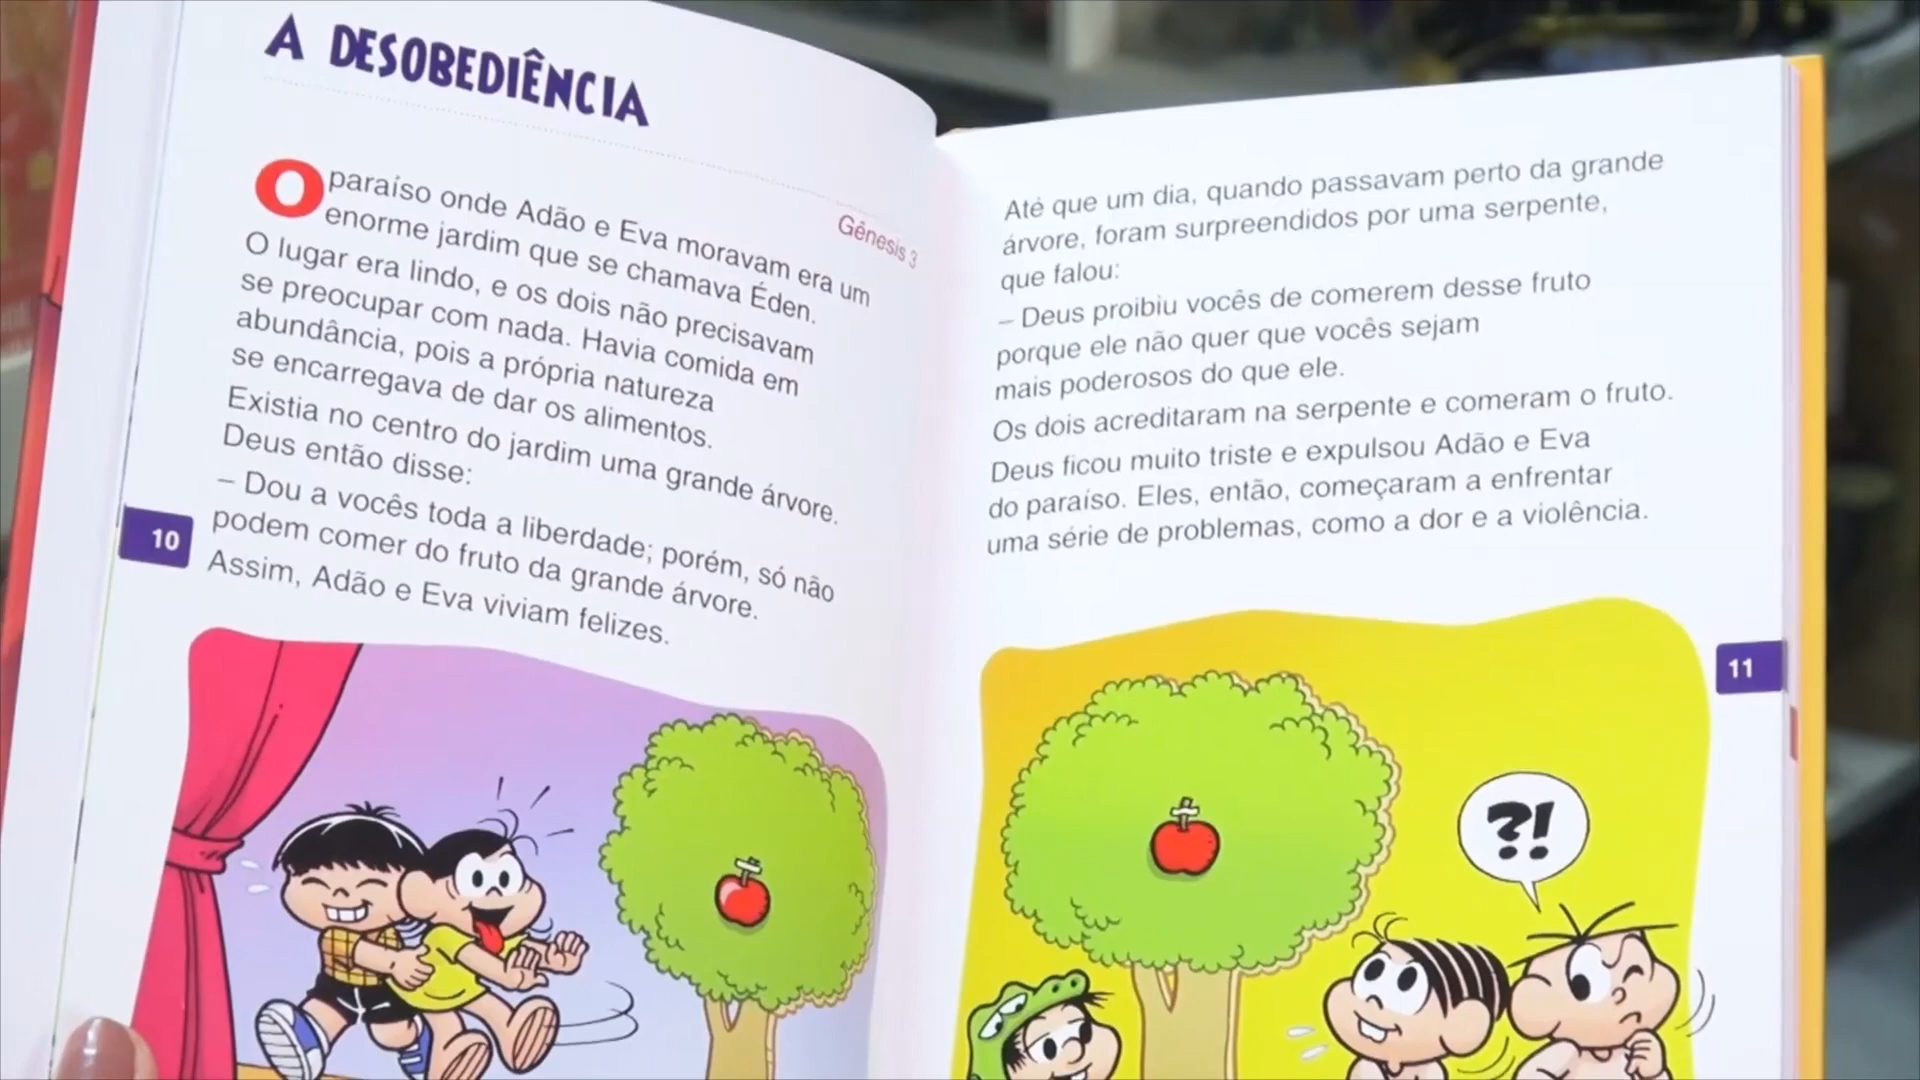 A DESOBEDIÊNCIA
Gênesis 3
O paraíso onde Adão e Eva moravam era um
enorme jardim que se chamava Éden.
O lugar era lindo, e os dois não precisavam
se preocupar com nada. Havia comida em
abundância, pois a própria natureza
se encarregava de dar os alimentos.
Existia no centro do jardim uma grande árvore.
Deus então disse:
– Dou a vocês toda a liberdade; porém, só não
podem comer do fruto da grande árvore.
Assim, Adão e Eva viviam felizes.
10
Até que um dia, quando passavam perto da grande
árvore, foram surpreendidos por uma serpente,
que falou:
– Deus proibiu vocês de comerem desse fruto
porque ele não quer que vocês sejam
mais poderosos do que ele.
Os dois acreditaram na serpente e comeram o fruto.
Deus ficou muito triste e expulsou Adão e Eva
do paraíso. Eles, então, começaram a enfrentar
uma série de problemas, como a dor e a violência.
11
?!